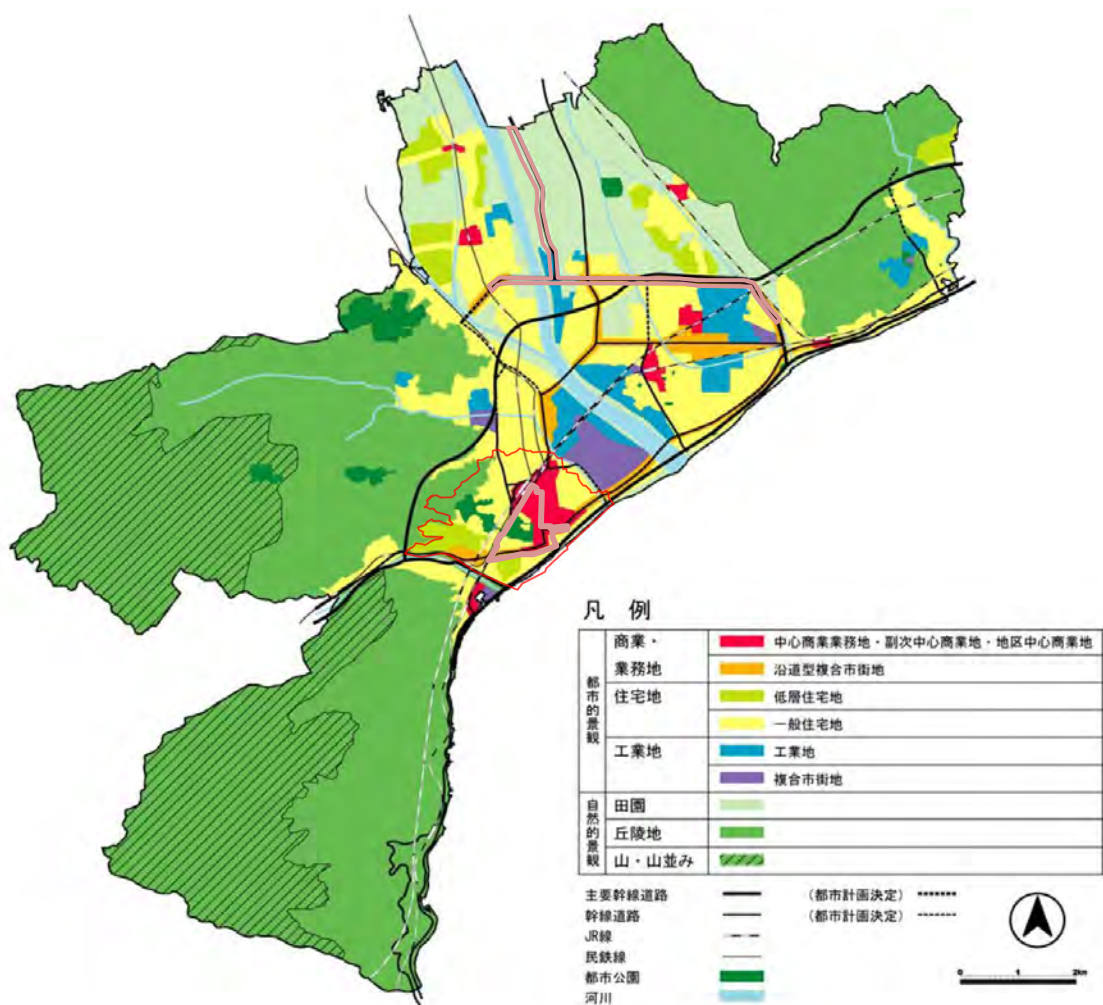 凡　例
都市的景観
商業・
業務地
中心商業業務地・副次中心商業地・地区中心商業地
沿道型複合市街地
住宅地
低層住宅地
一般住宅地
工業地
工業地
複合市街地
自然的景観
田園
丘陵地
山・山並み
主要幹線道路
（都市計画決定）
幹線道路
（都市計画決定）
JR線
民鉄線
都市公園
河川
0 1 2km